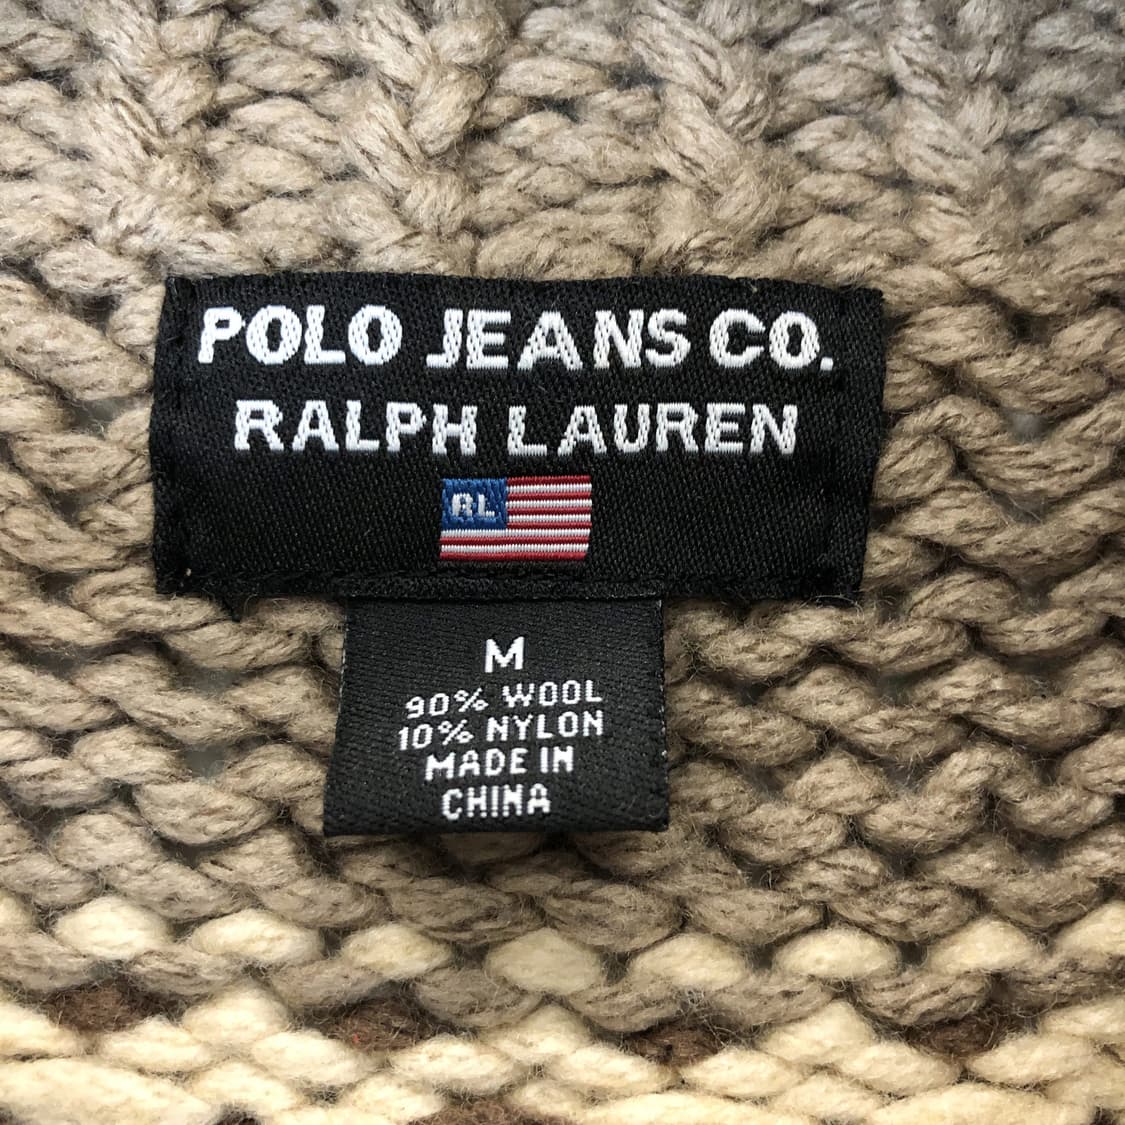 POLO JEANS CO.
RALPH LAUREN
RL
M
90% WOOL
10% NYLON
MADE IN
CHINA